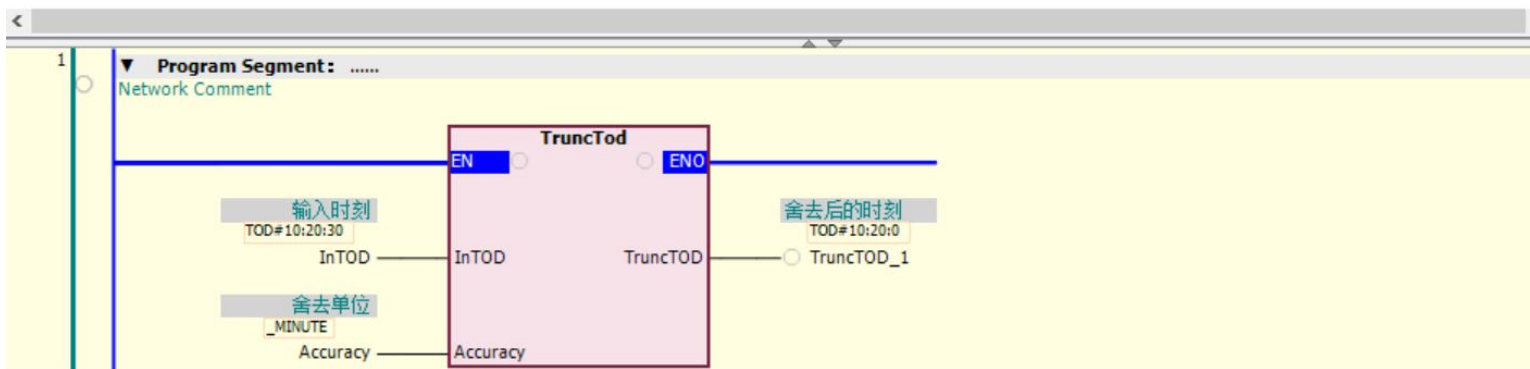 1
▼ Program Segment: ......
Network Comment
TruncTod
EN
ENO
输入时刻
舍去后的时刻
TOD#10:20:30
TOD#10:20:0
InTOD
InTOD
TruncTOD
TruncTOD_1
舍去单位
_MINUTE
Accuracy
Accuracy